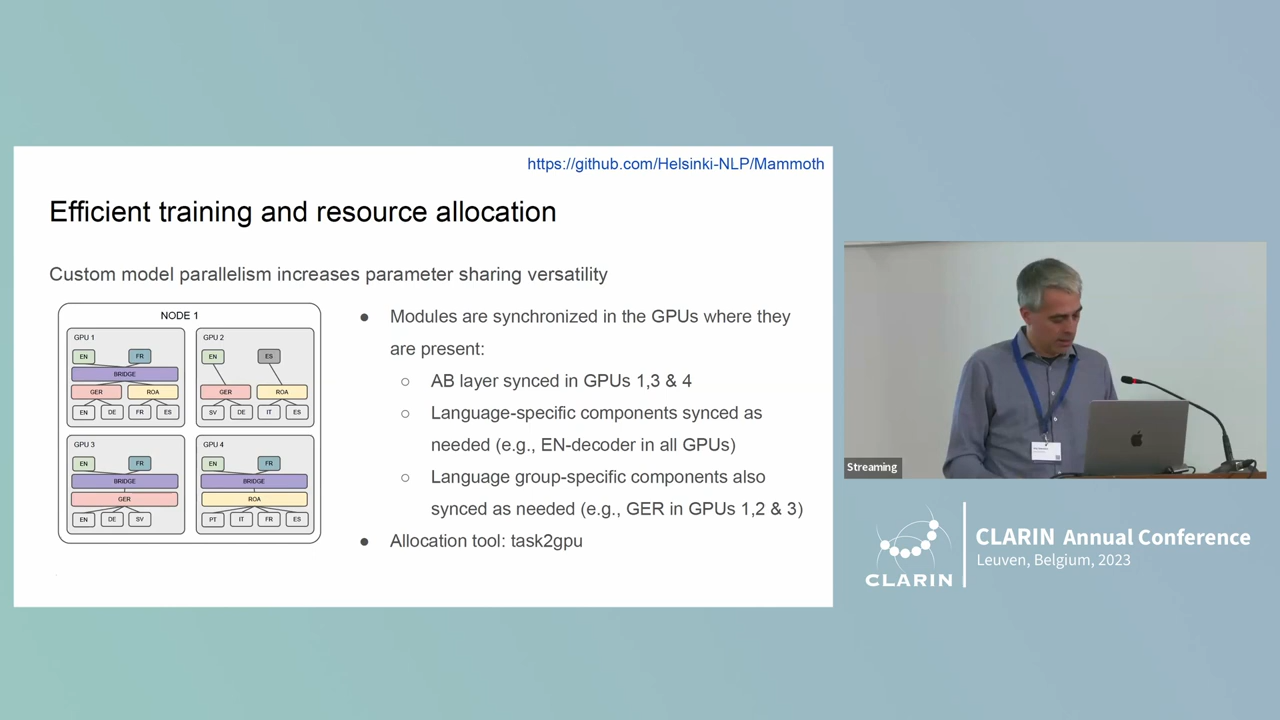 https://github.com/Helsinki-NLP/Mammoth
Efficient training and resource allocation
Custom model parallelism increases parameter sharing versatility
NODE 1
GPU 1
EN FR
BRIDGE
GER ROA
EN DE FR ES
GPU 2
EN ES
GER ROA
SV DE IT ES
GPU 3
EN FR
BRIDGE
GER
EN DE SV
GPU 4
EN FR
BRIDGE
ROA
PT IT FR ES
● Modules are synchronized in the GPUs where they
are present:
○ AB layer synced in GPUs 1,3 & 4
○ Language-specific components synced as
needed (e.g., EN-decoder in all GPUs)
○ Language group-specific components also
synced as needed (e.g., GER in GPUs 1,2 & 3)
● Allocation tool: task2gpu
Streaming
CLARIN
CLARIN Annual Conference
Leuven, Belgium, 2023